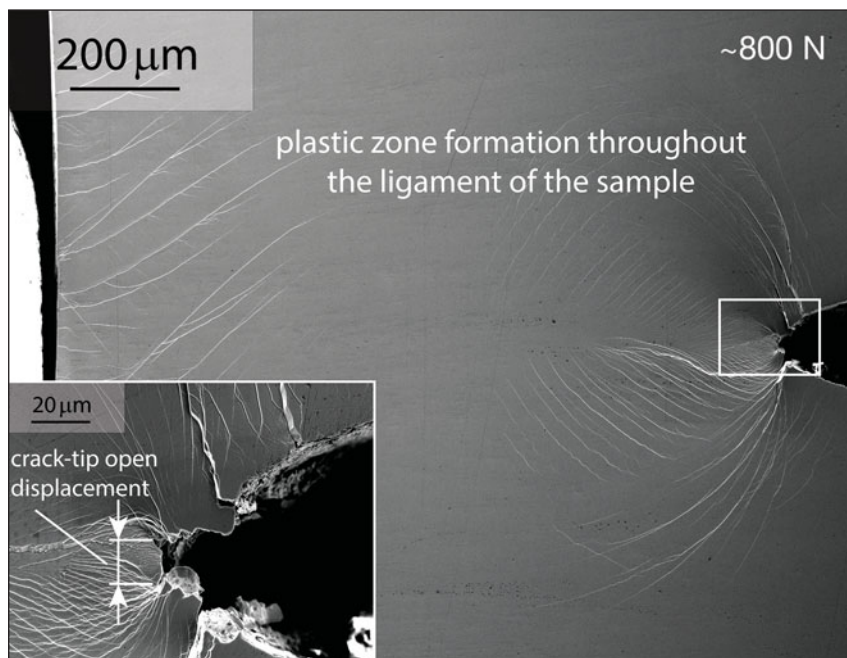 200 μm
~800 N
plastic zone formation throughout
the ligament of the sample
20 μm
crack-tip open
displacement